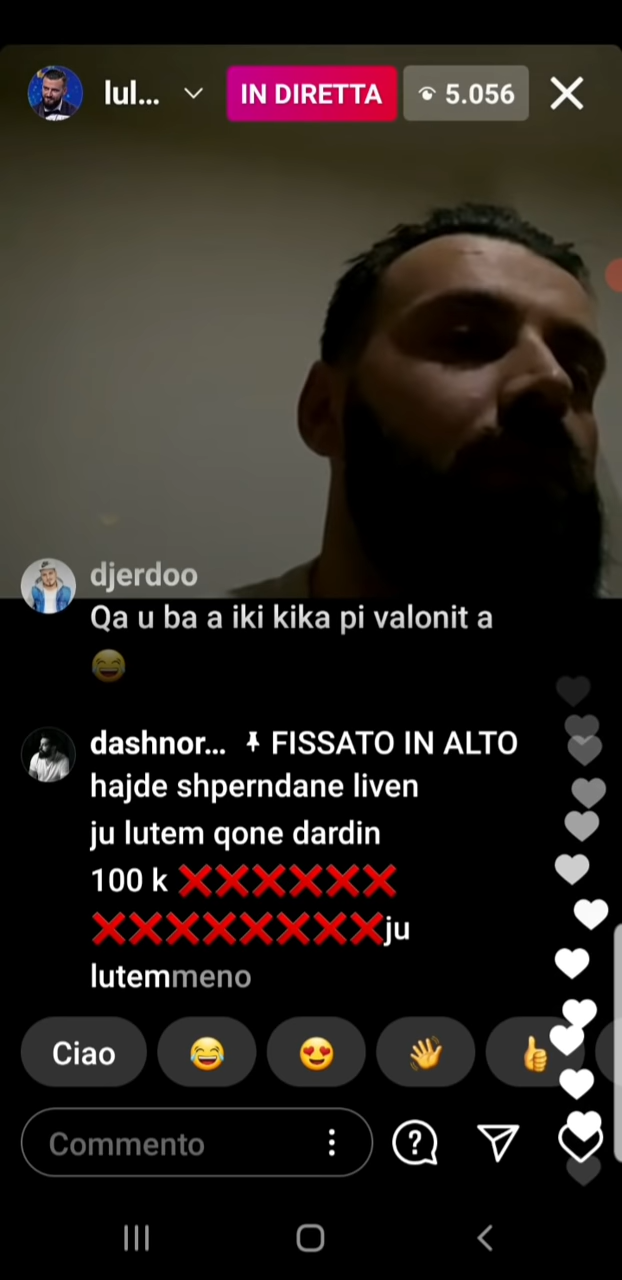 lul...
IN DIRETTA
5.056
djerdoo
Qa u ba a iki kika pi valonit a
😂
dashnor... FISSATO IN ALTO
hajde shperndane liven
ju lutem qone dardin
100 k ❌❌❌❌❌❌
❌❌❌❌❌❌❌❌ju
lutemmeno
Ciao
Commento